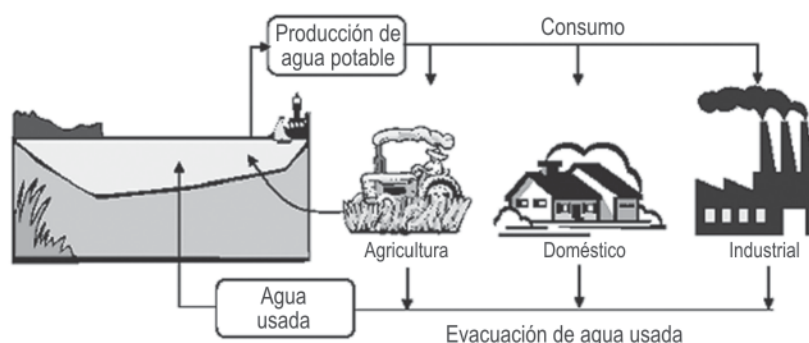 Producción de
agua potable
Consumo
Agricultura
Doméstico
Industrial
Agua
usada
Evacuación de agua usada